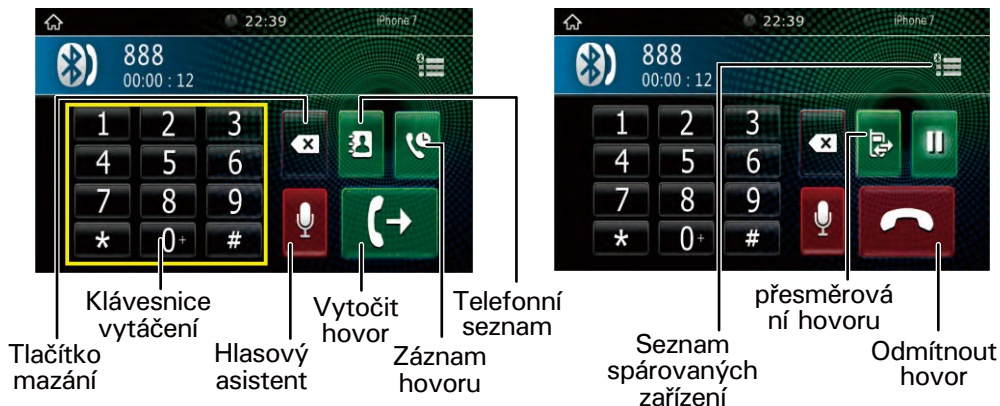 22:39
iPhone 7
888
00:00 : 12
1 2 3
4 5 6
7 8 9
* 0+ #
Klávesnice
vytáčení
Vytočit
hovor
Telefonní
seznam
Tlačítko
mazání
Hlasový
asistent
Záznam
hovoru
22:39
iPhone 7
888
00:00 : 12
1 2 3
4 5 6
7 8 9
* 0+ #
přesměrová
ní hovoru
Seznam
spárovaných
zařízení
Odmítnout
hovor